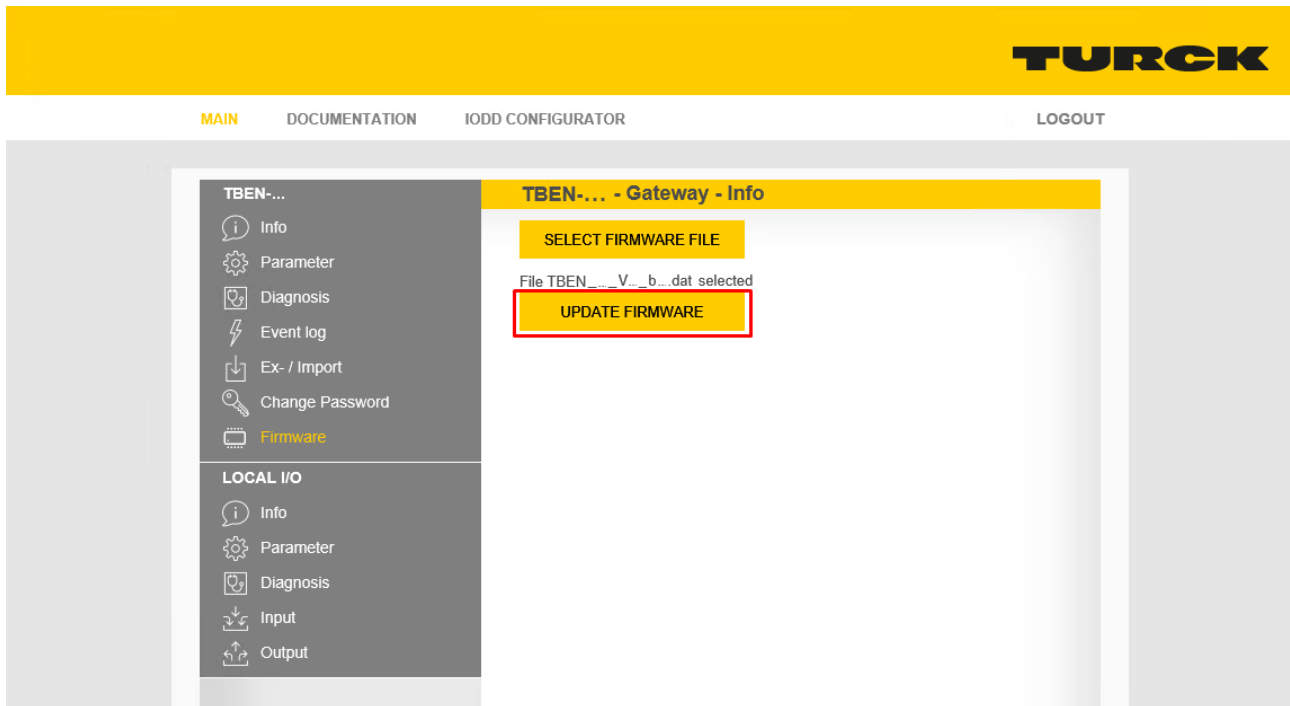 TURCK
MAIN DOCUMENTATION IODD CONFIGURATOR LOGOUT
TBEN-...
Info
Parameter
Diagnosis
Event log
Ex- / Import
Change Password
Firmware
LOCAL I/O
Info
Parameter
Diagnosis
Input
Output
TBEN-... - Gateway - Info
SELECT FIRMWARE FILE
File TBEN_..._V..._b....dat selected
UPDATE FIRMWARE